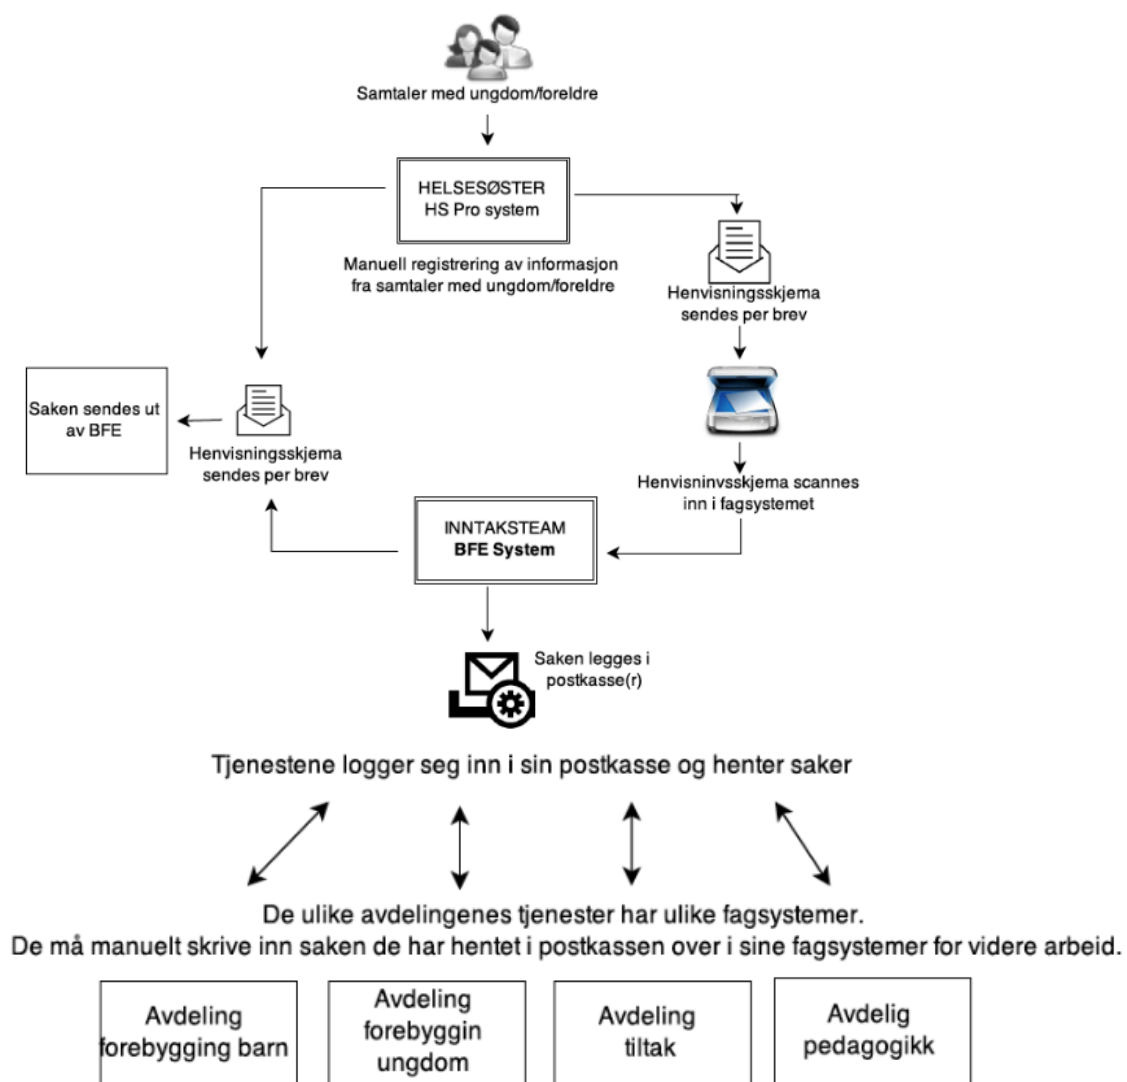 Samtaler med ungdom/foreldre
HELSESØSTER
HS Pro system
Manuell registrering av informasjon
fra samtaler med ungdom/foreldre
Henvisningsskjema
sendes per brev
Saken sendes ut
av BFE
Henvisningsskjema
sendes per brev
Henvisninvsskjema scannes
inn i fagsystemet
INNTAKSTEAM
BFE System
Saken legges i
postkasse(r)
Tjenestene logger seg inn i sin postkasse og henter saker
De ulike avdelingenes tjenester har ulike fagsystemer.
De må manuelt skrive inn saken de har hentet i postkassen over i sine fagsystemer for videre arbeid.
Avdeling
forebygging barn
Avdeling
forebyggin
ungdom
Avdeling
tiltak
Avdelig
pedagogikk